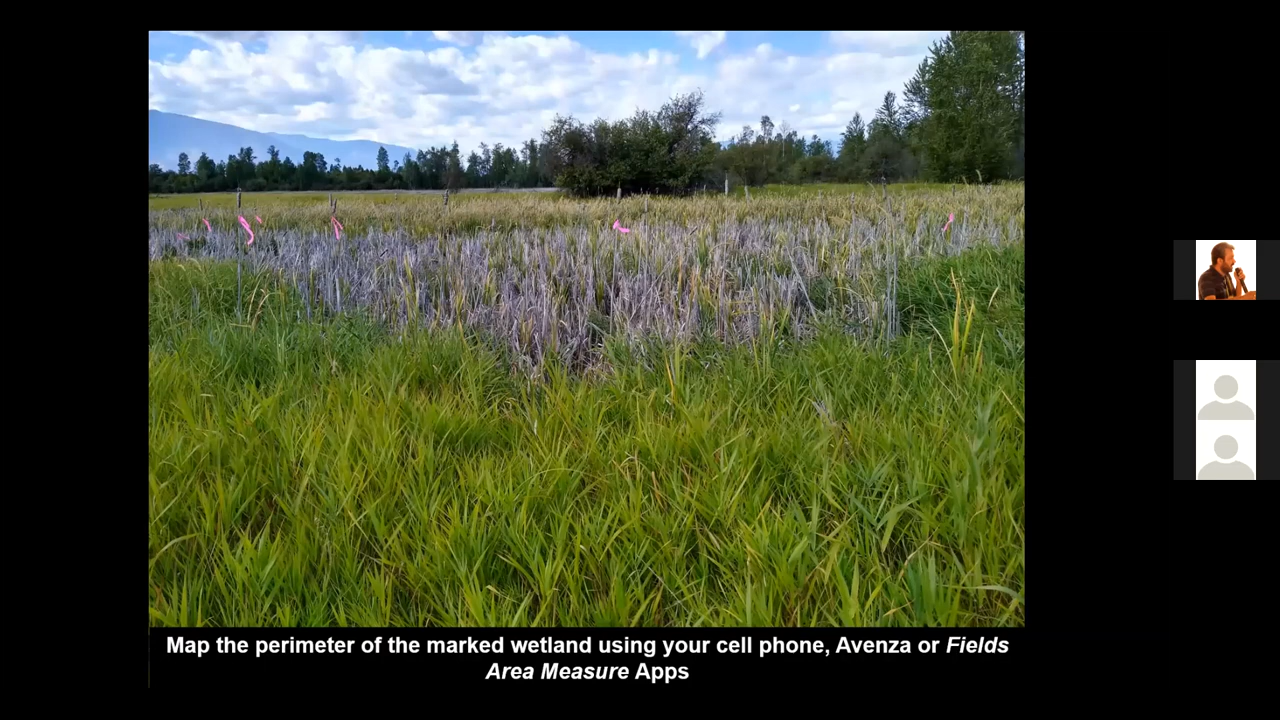 Map the perimeter of the marked wetland using your cell phone, Avenza or Fields
Area Measure Apps